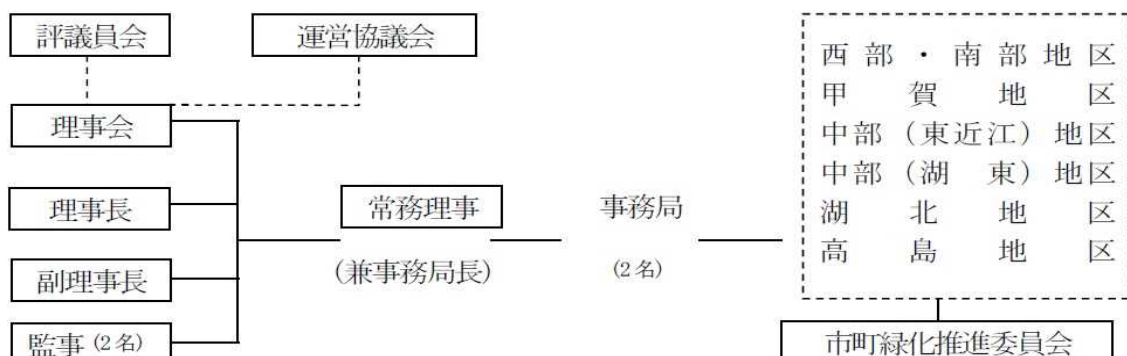 評議員会
運営協議会
理事会
理事長
副理事長
監事(2名)
常務理事
(兼事務局長)
事務局
(2名)
西部・南部地区
甲賀地区
中部(東近江)地区
中部(湖東)地区
湖北地区
高島地区
市町緑化推進委員会